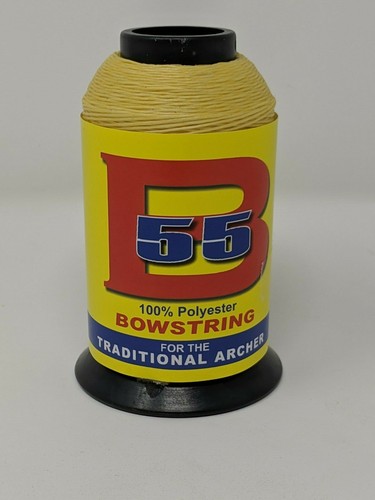 B
55
100% Polyester
BOWSTRING
FOR THE
TRADITIONAL ARCHER